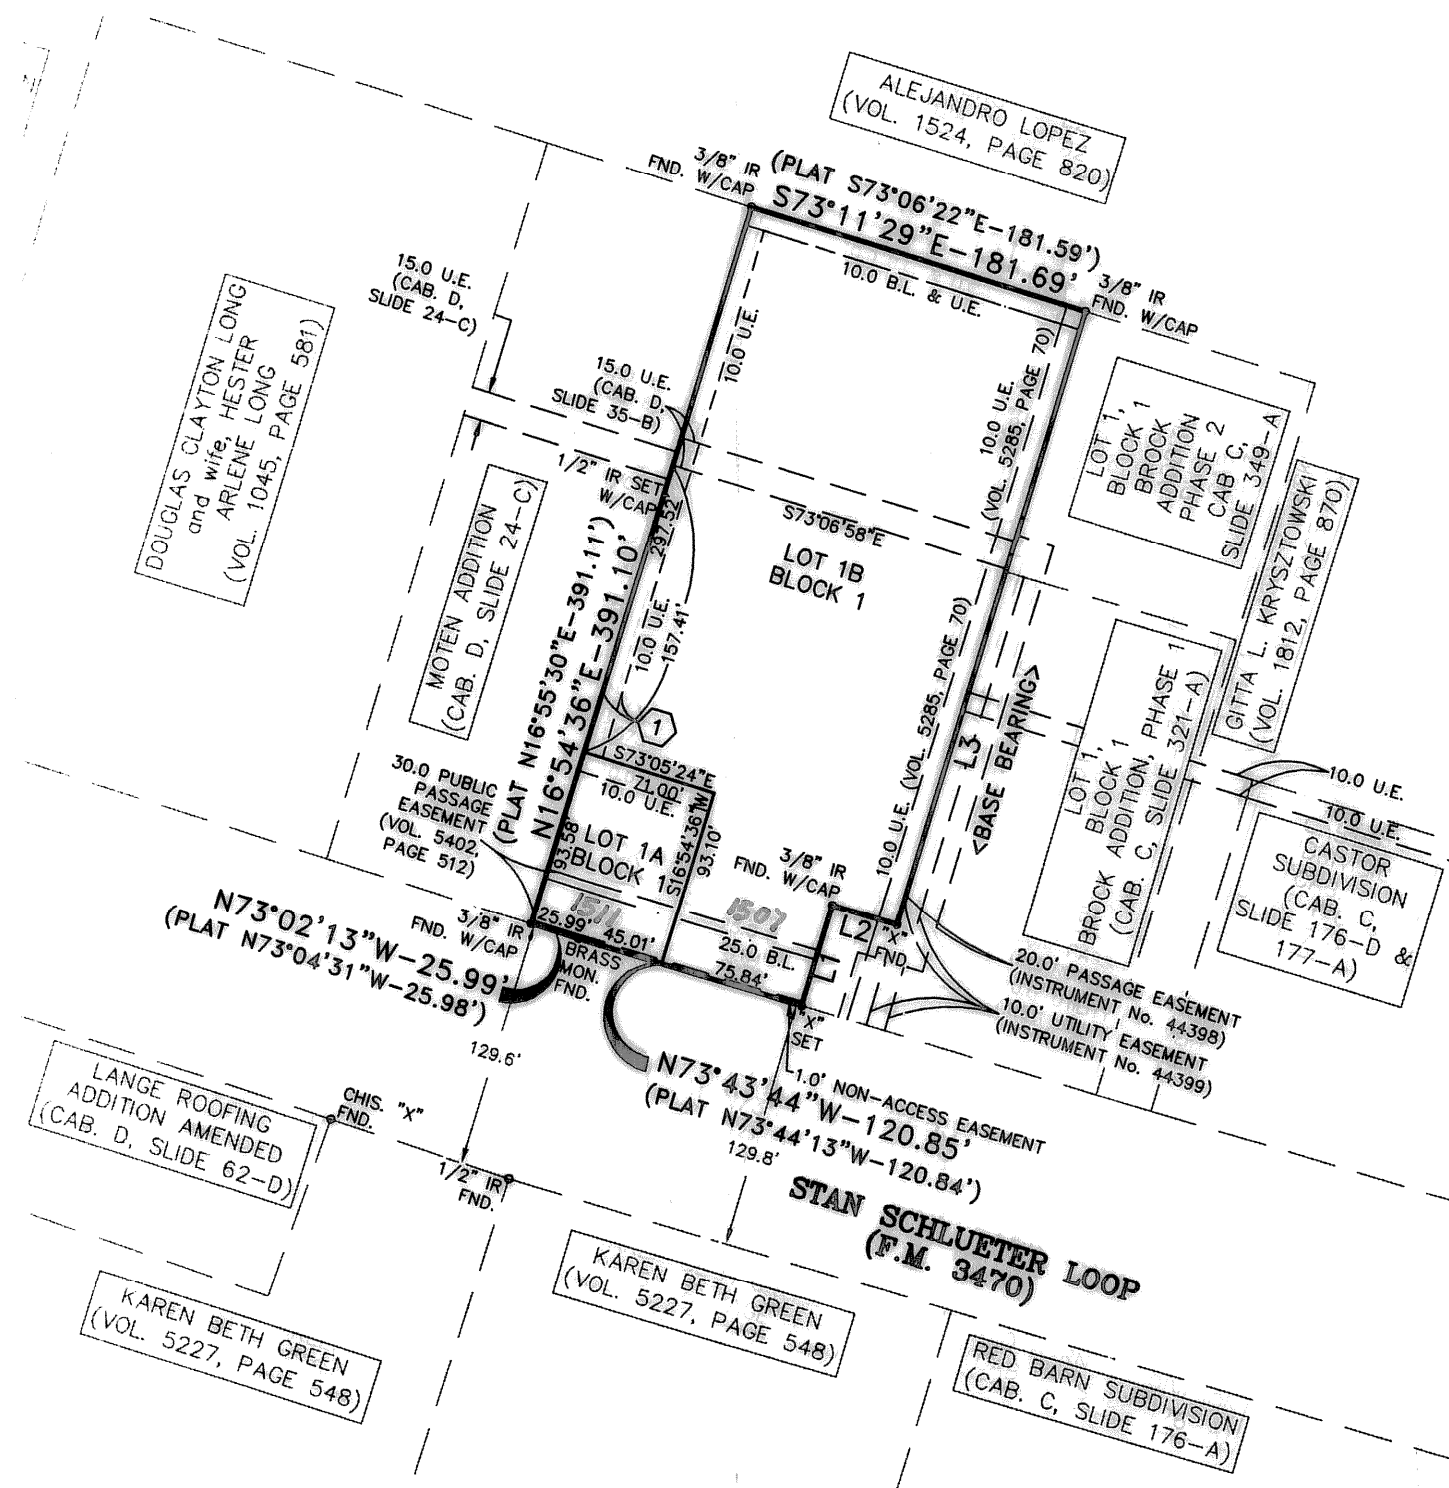 ALEJANDRO LOPEZ
(VOL. 1524, PAGE 820)
3/8" IR
FND. W/CAP
(PLAT S73°06'22"E-181.59')
S73°11'29"E-181.69'
3/8" IR
FND. W/CAP
10.0 B.L. & U.E.
15.0 U.E.
(CAB. D,
SLIDE 24-C)
10.0 U.E.
10.0 U.E.
(VOL. 5285, PAGE 70)
DOUGLAS CLAYTON LONG
and wife, HESTER
ARLENE LONG
(VOL. 1045, PAGE 581)
15.0 U.E.
(CAB. D,
SLIDE 35-B)
LOT 1,
BLOCK 1
BROCK
ADDITION
PHASE 2
CAB C,
SLIDE 349-A
1/2" IR SET
W/CAP
MOTEN ADDITION
(CAB. D, SLIDE 24-C)
297.52'
S73°06'58"E
LOT 1B
BLOCK 1
GITTA L. KRYSZTOWSKI
(VOL. 1812, PAGE 870)
(PLAT N16°55'30"E-391.11')
N16°54'36"E-391.10'
10.0 U.E.
157.41'
10.0 U.E. (VOL. 5285, PAGE 70)
L3
<BASE BEARING>
LOT 1,
BLOCK 1
BROCK ADDITION, PHASE 1
(CAB. C, SLIDE 321-A)
1
S73°05'24"E
71.00'
10.0 U.E.
30.0 PUBLIC
PASSAGE
EASEMENT
(VOL. 5402,
PAGE 512)
93.58
LOT 1A
BLOCK 1
S16°54'36"W
93.10'
10.0 U.E.
10.0 U.E.
CASTOR
SUBDIVISION
(CAB. C,
SLIDE 176-D &
177-A)
3/8" IR
FND. W/CAP
1511
1507
L2
"X"
FND.
N73°02'13"W-25.99'
(PLAT N73°04'31"W-25.98')
3/8" IR
FND. W/CAP
25.99'
45.01'
BRASS
MON.
FND.
25.0 B.L.
75.84'
L1
20.0' PASSAGE EASEMENT
(INSTRUMENT No. 44398)
10.0' UTILITY EASEMENT
(INSTRUMENT No. 44399)
"X"
SET
129.6'
1.0' NON-ACCESS EASEMENT
N73°43'44"W-120.85'
(PLAT N73°44'13"W-120.84')
129.8'
LANGE ROOFING
ADDITION AMENDED
(CAB. D, SLIDE 62-D)
CHIS. "X"
FND.
1/2" IR
FND.
STAN SCHLUETER LOOP
(F.M. 3470)
KAREN BETH GREEN
(VOL. 5227, PAGE 548)
KAREN BETH GREEN
(VOL. 5227, PAGE 548)
RED BARN SUBDIVISION
(CAB. C, SLIDE 176-A)